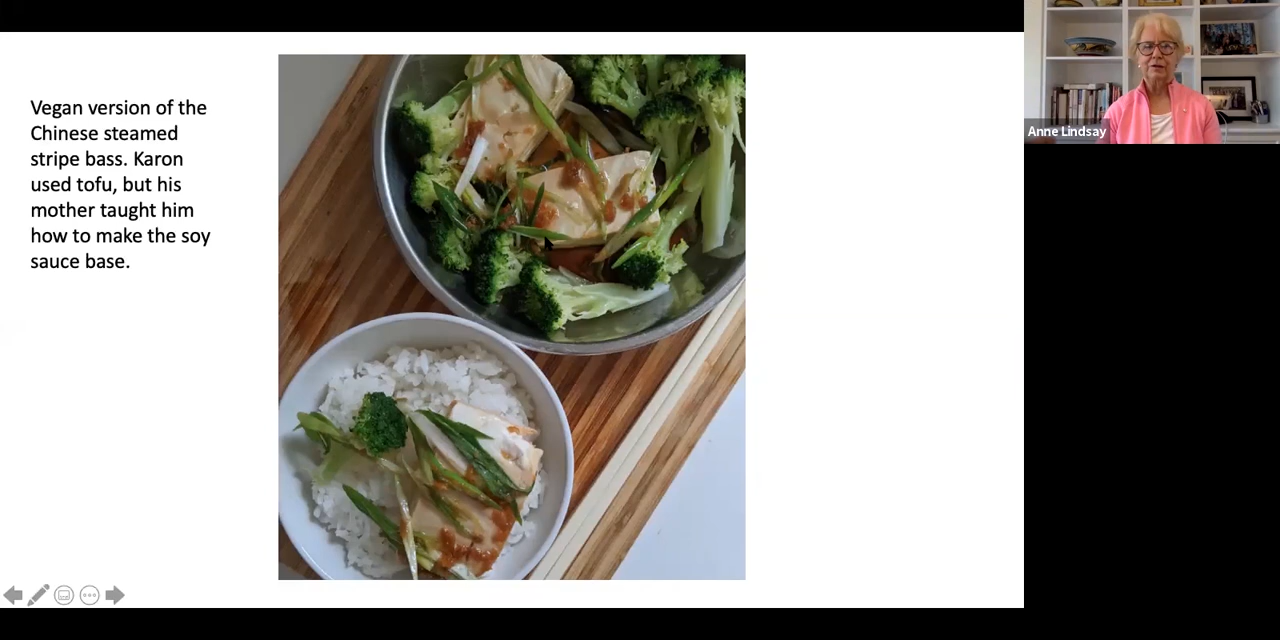 Vegan version of the
Chinese steamed
stripe bass. Karon
used tofu, but his
mother taught him
how to make the soy
sauce base.
Anne Lindsay